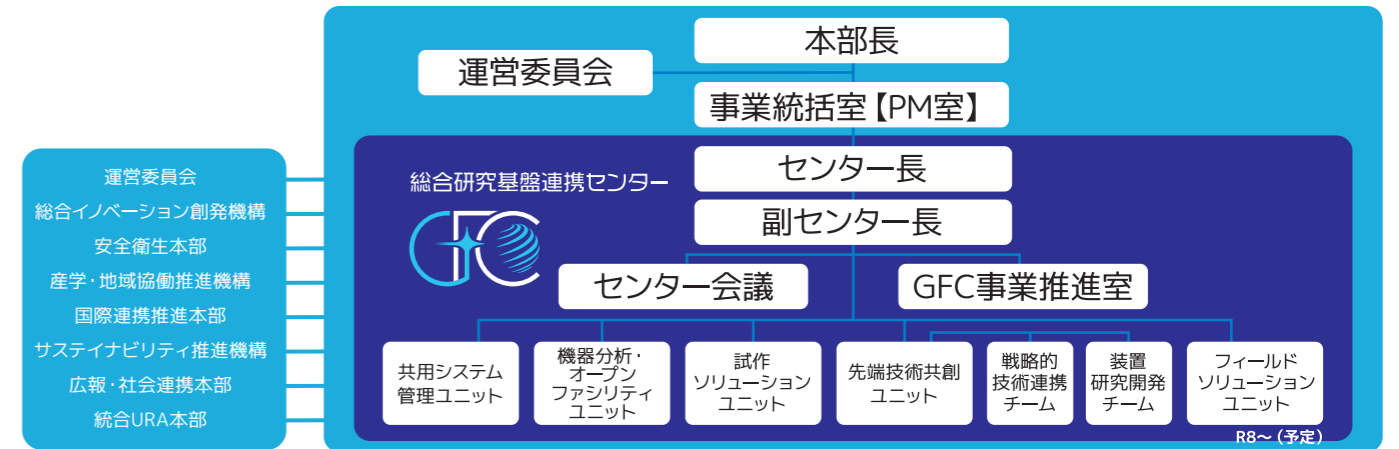 本部長
運営委員会
事業統括室【PM室】
運営委員会
総合イノベーション創発機構
安全衛生本部
産学・地域協働推進機構
国際連携推進本部
サステイナビリティ推進機構
広報・社会連携本部
統合URA本部
総合研究基盤連携センター
GFC
センター長
副センター長
センター会議
GFC事業推進室
共用システム
管理ユニット
機器分析・
オープン
ファシリティ
ユニット
試作
ソリューション
ユニット
先端技術共創
ユニット
戦略的
技術連携
チーム
装置
研究開発
チーム
フィールド
ソリューション
ユニット
R8～（予定）